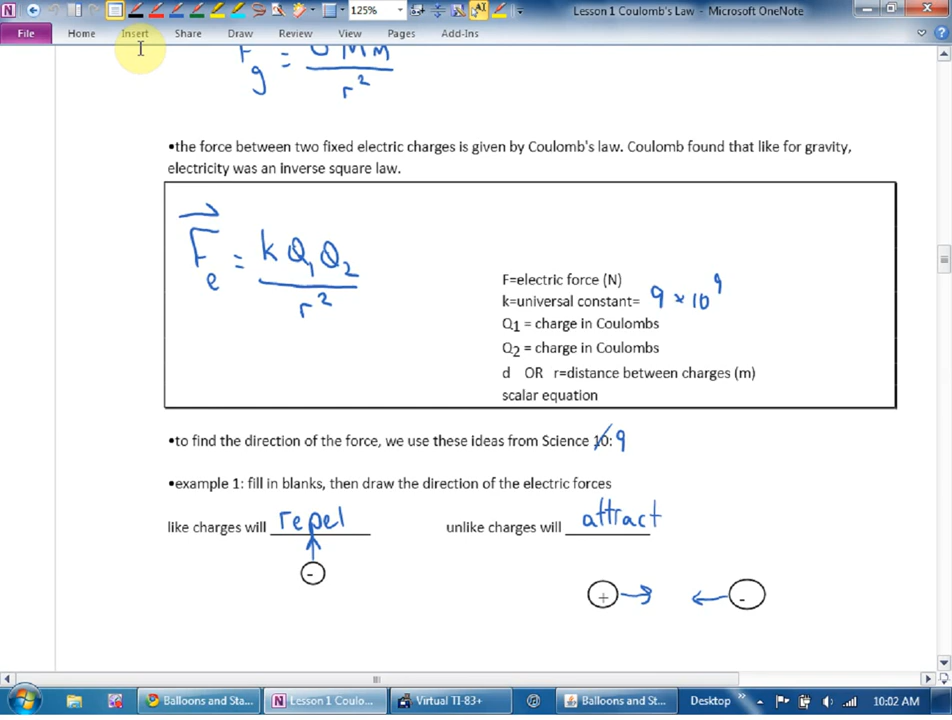 125%
Lesson 1 Coulomb's Law - Microsoft OneNote
File Home Insert Share Draw Review View Pages Add-Ins
F g = G M m
r²
•the force between two fixed electric charges is given by Coulomb's law. Coulomb found that like for gravity,
electricity was an inverse square law.
F e = k Q1 Q2
r²
F=electric force (N)
k=universal constant= 9 × 10⁹
Q1 = charge in Coulombs
Q2 = charge in Coulombs
d OR r=distance between charges (m)
scalar equation
•to find the direction of the force, we use these ideas from Science 10: 9
•example 1: fill in blanks, then draw the direction of the electric forces
like charges will repel unlike charges will attract
-
+ -
Balloons and Sta... Lesson 1 Coulo... Virtual TI-83+ Balloons and St... Desktop » 10:02 AM